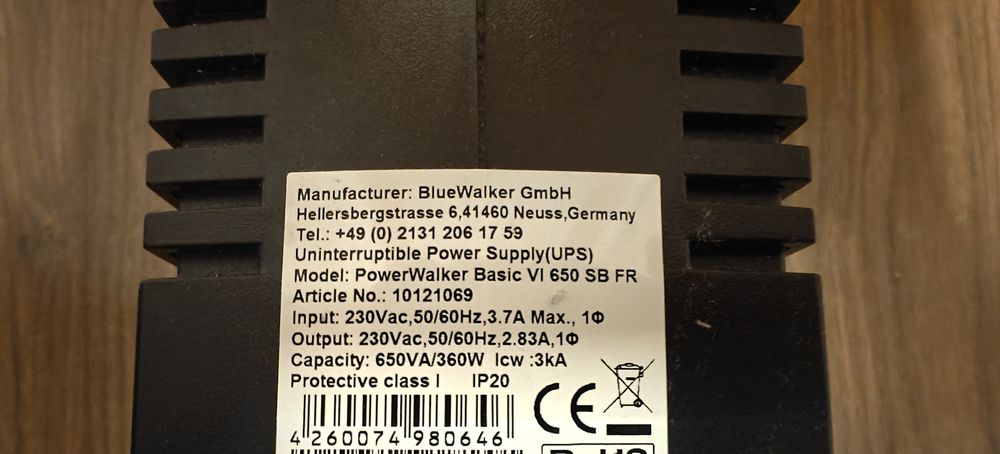 Manufacturer: BlueWalker GmbH
Hellersbergstrasse 6,41460 Neuss,Germany
Tel.: +49 (0) 2131 206 17 59
Uninterruptible Power Supply(UPS)
Model: PowerWalker Basic VI 650 SB FR
Article No.: 10121069
Input: 230Vac,50/60Hz,3.7A Max., 1Φ
Output: 230Vac,50/60Hz,2.83A,1Φ
Capacity: 650VA/360W Icw :3kA
Protective class I IP20
CE
4 260074 980646